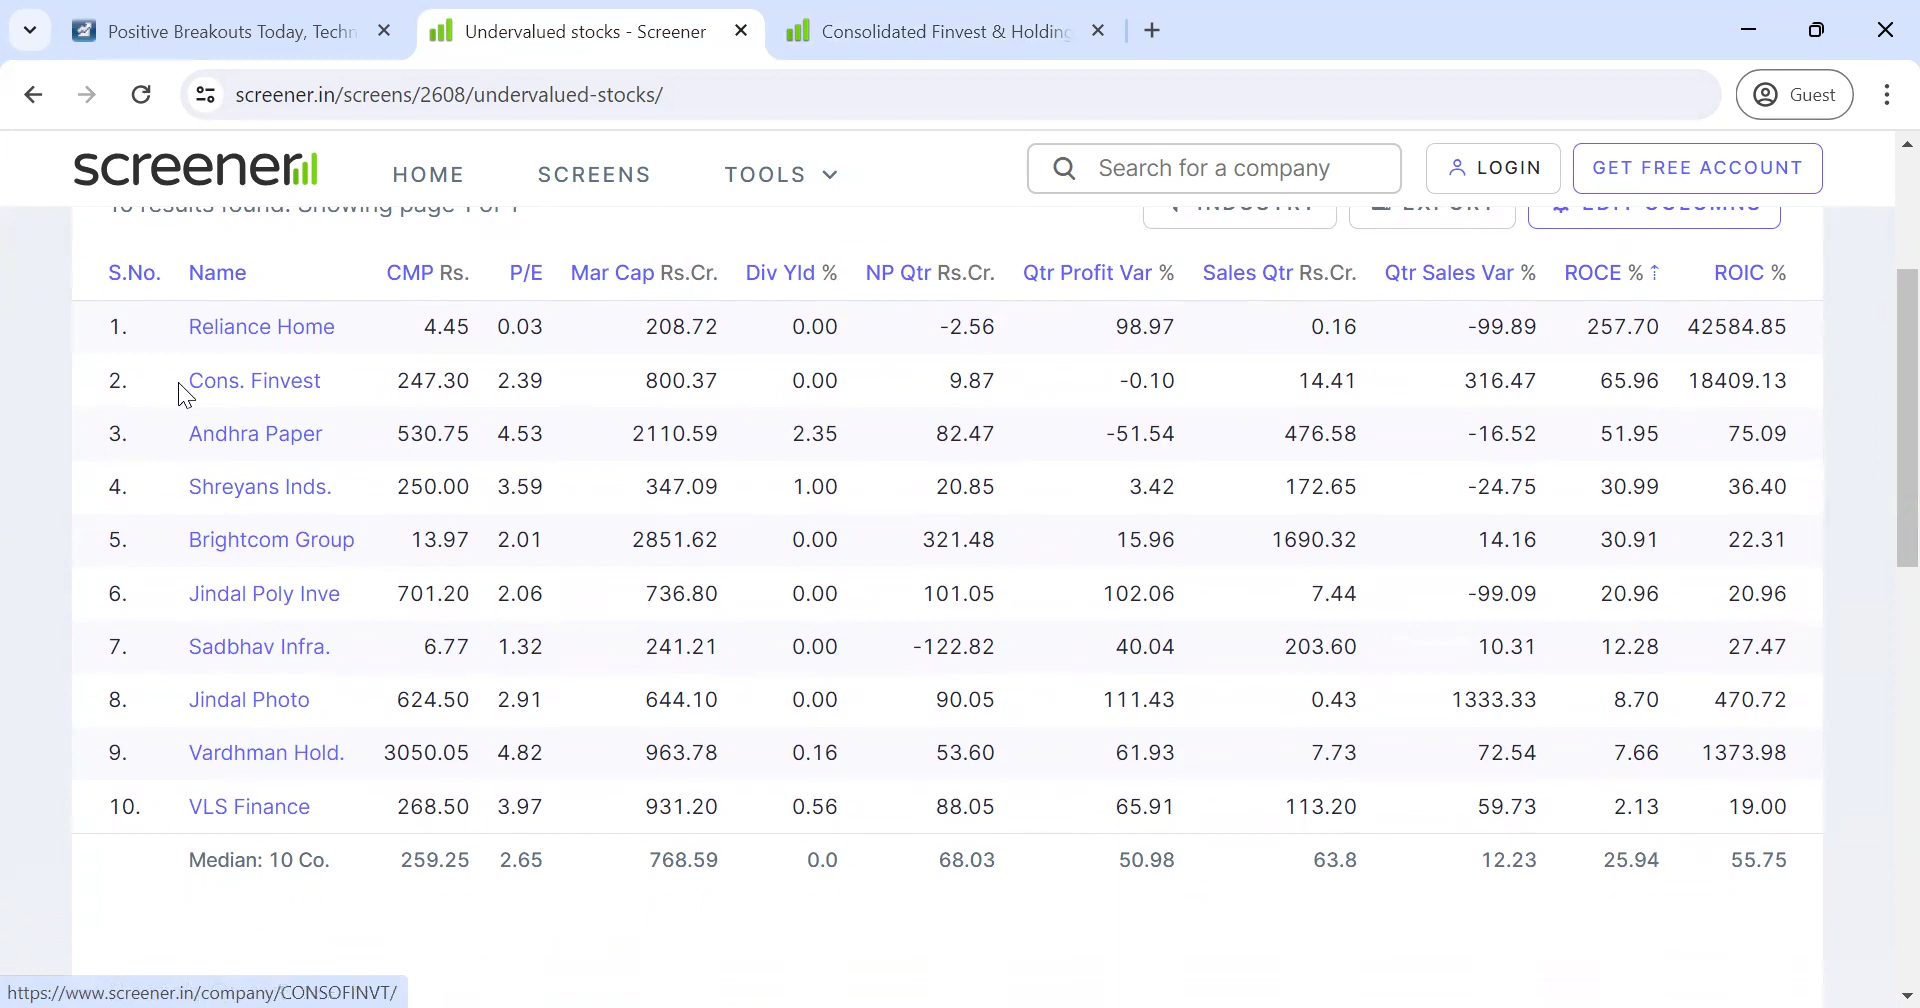 Positive Breakouts Today, Techn
Undervalued stocks - Screener
Consolidated Finvest & Holding
screener.in/screens/2608/undervalued-stocks/
Guest
screener
HOME
SCREENS
TOOLS
Search for a company
LOGIN
GET FREE ACCOUNT
10 results found: Showing page 1 of 1
INDUSTRY
EXPORT
EDIT COLUMNS
S.No. Name CMP Rs. P/E Mar Cap Rs.Cr. Div Yld % NP Qtr Rs.Cr. Qtr Profit Var % Sales Qtr Rs.Cr. Qtr Sales Var % ROCE % ROIC %
1. Reliance Home 4.45 0.03 208.72 0.00 -2.56 98.97 0.16 -99.89 257.70 42584.85
2. Cons. Finvest 247.30 2.39 800.37 0.00 9.87 -0.10 14.41 316.47 65.96 18409.13
3. Andhra Paper 530.75 4.53 2110.59 2.35 82.47 -51.54 476.58 -16.52 51.95 75.09
4. Shreyans Inds. 250.00 3.59 347.09 1.00 20.85 3.42 172.65 -24.75 30.99 36.40
5. Brightcom Group 13.97 2.01 2851.62 0.00 321.48 15.96 1690.32 14.16 30.91 22.31
6. Jindal Poly Inve 701.20 2.06 736.80 0.00 101.05 102.06 7.44 -99.09 20.96 20.96
7. Sadbhav Infra. 6.77 1.32 241.21 0.00 -122.82 40.04 203.60 10.31 12.28 27.47
8. Jindal Photo 624.50 2.91 644.10 0.00 90.05 111.43 0.43 1333.33 8.70 470.72
9. Vardhman Hold. 3050.05 4.82 963.78 0.16 53.60 61.93 7.73 72.54 7.66 1373.98
10. VLS Finance 268.50 3.97 931.20 0.56 88.05 65.91 113.20 59.73 2.13 19.00
Median: 10 Co. 259.25 2.65 768.59 0.0 68.03 50.98 63.8 12.23 25.94 55.75
https://www.screener.in/company/CONSOFINVT/